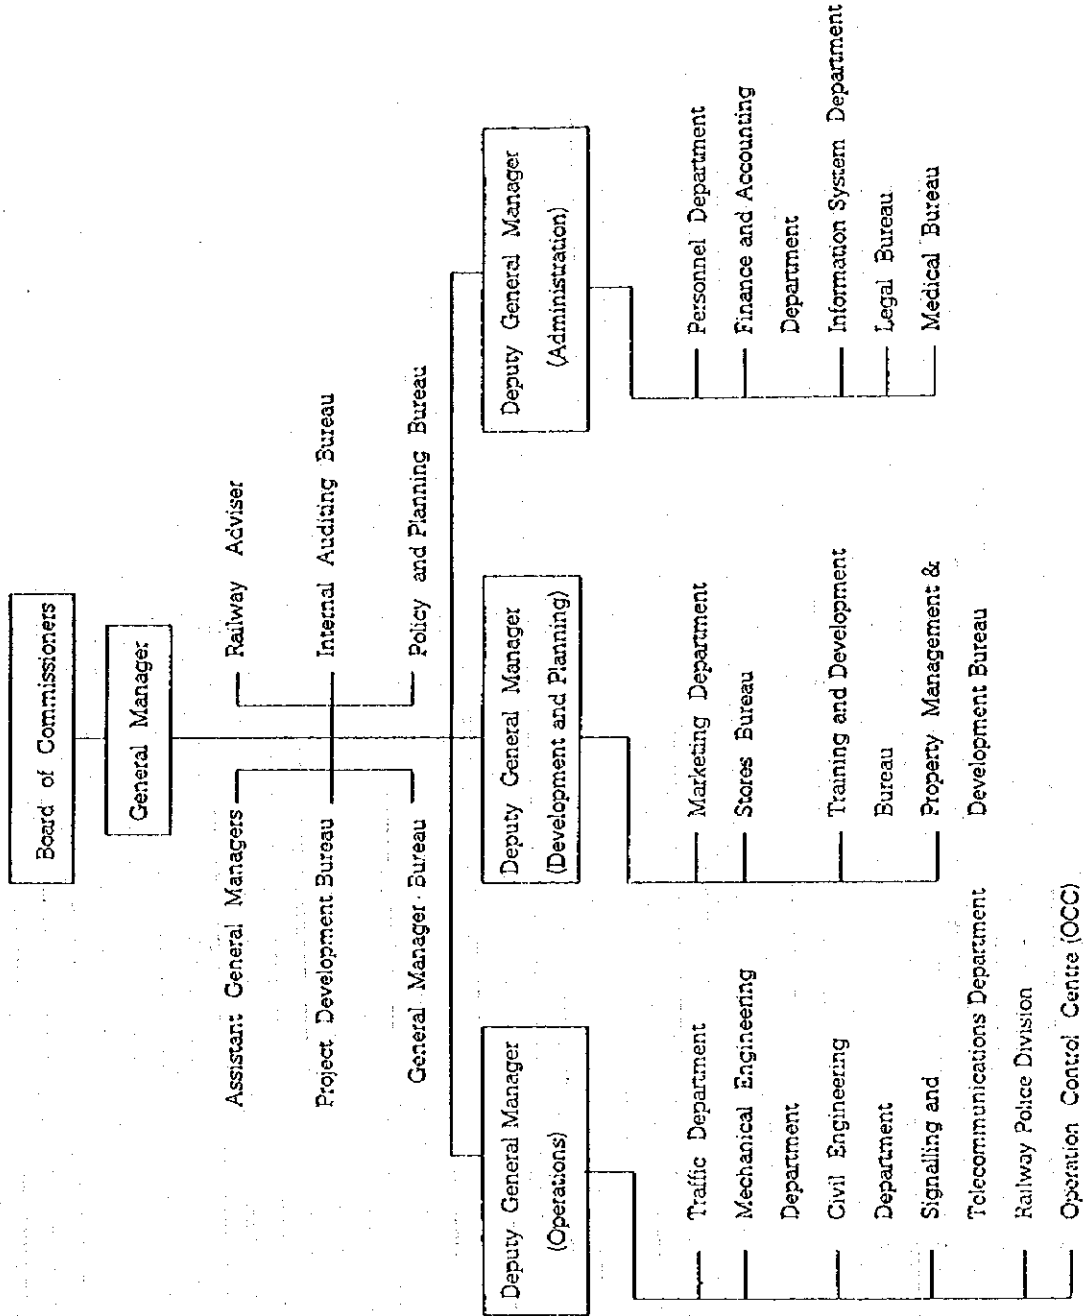 Board of Commissioners
General Manager
Assistant General Managers
Railway Adviser
Project Development Bureau
Internal Auditing Bureau
General Manager Bureau
Policy and Planning Bureau
Deputy General Manager
(Operations)
Deputy General Manager
(Development and Planning)
Deputy General Manager
(Administration)
Traffic Department
Mechanical Engineering
Department
Civil Engineering
Department
Signalling and
Telecommunications Department
Railway Police Division
Operation Control Centre (OCC)
Marketing Department
Stores Bureau
Training and Development
Bureau
Property Management &
Development Bureau
Personnel Department
Finance and Accounting
Department
Information System Department
Legal Bureau
Medical Bureau